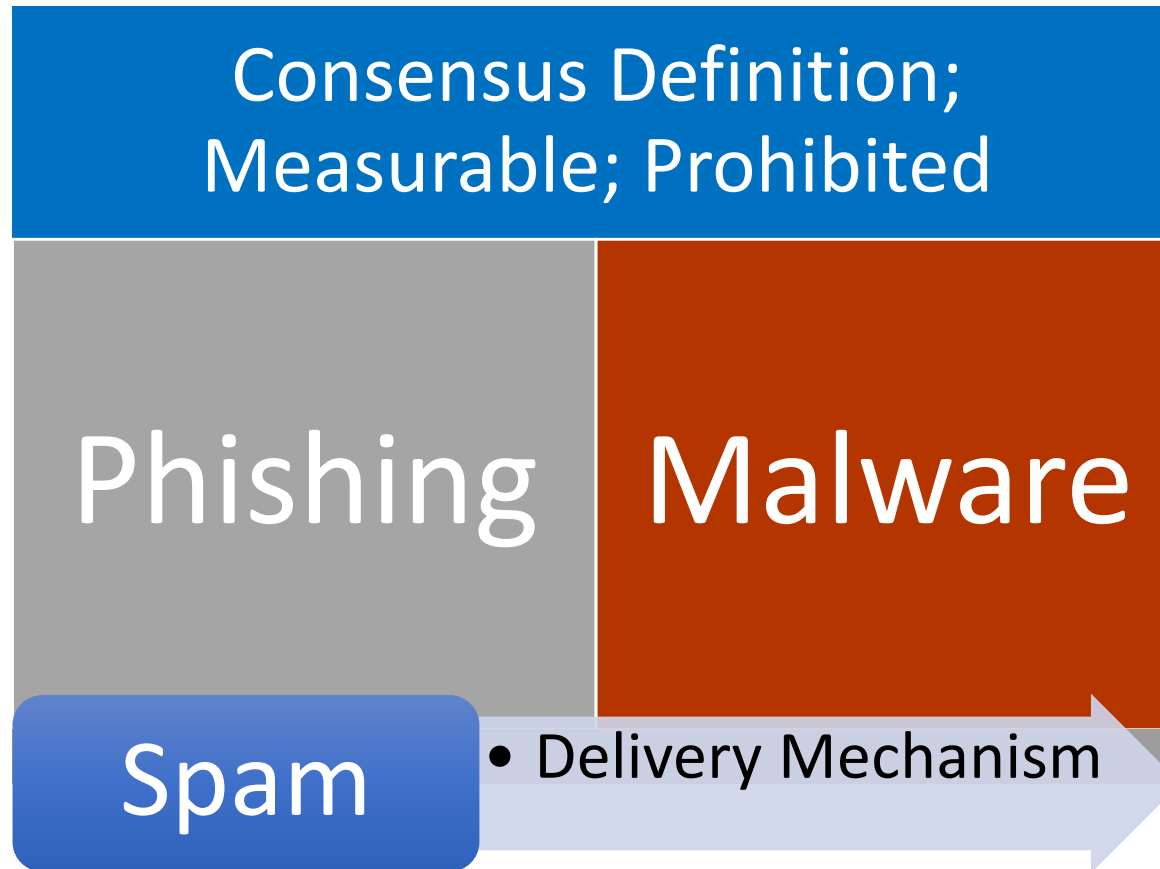 Consensus Definition;
Measurable; Prohibited
Phishing
Malware
Spam
• Delivery Mechanism